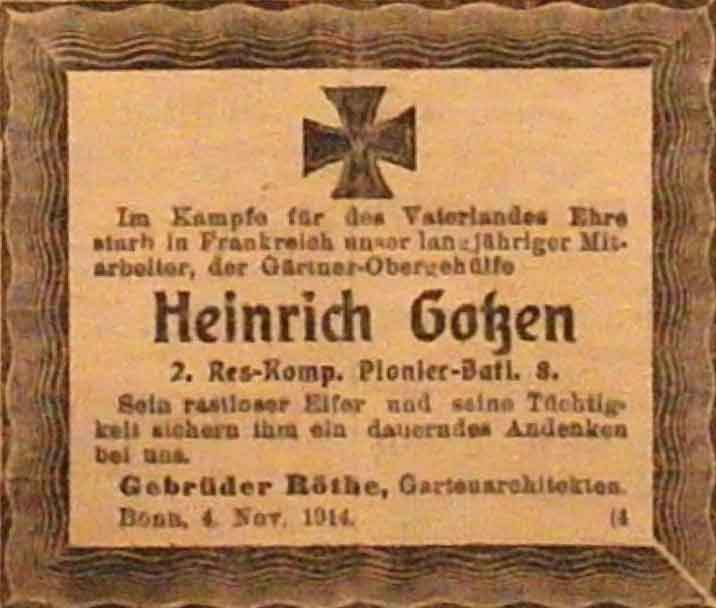 Im Kampfe für des Vaterlandes Ehre
starb in Frankreich unser langjähriger Mit-
arbeiter, der Gärtner-Obergehülfe
Heinrich Gotzen
2. Res-Komp. Pionier-Batl. 8.
Sein rastloser Eifer und seine Tüchtig-
keit sichern ihm ein dauerndes Andenken
bei uns.
Gebrüder Röthe, Gartenarchitekten.
Bonn, 4. Nov. 1914. (4